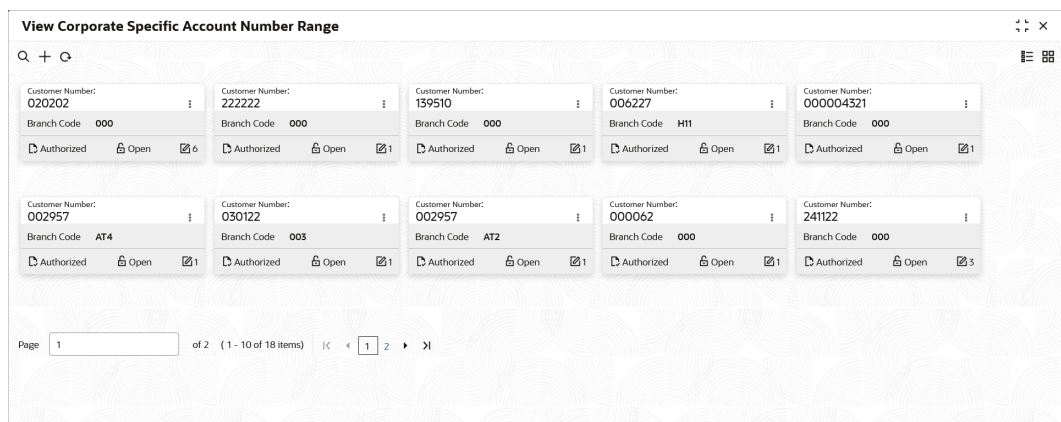 View Corporate Specific Account Number Range
Customer Number: Customer Number: Customer Number: Customer Number: Customer Number:
020202 222222 139510 006227 000004321
Branch Code 000 Branch Code 000 Branch Code 000 Branch Code H11 Branch Code 000
Authorized Open 6 Authorized Open 1 Authorized Open 1 Authorized Open 1 Authorized Open 1
Customer Number: Customer Number: Customer Number: Customer Number: Customer Number:
002957 030122 002957 000062 241122
Branch Code AT4 Branch Code 003 Branch Code AT2 Branch Code 000 Branch Code 000
Authorized Open 1 Authorized Open 1 Authorized Open 1 Authorized Open 1 Authorized Open 3
Page 1 of 2 ( 1 - 10 of 18 items) 1 2